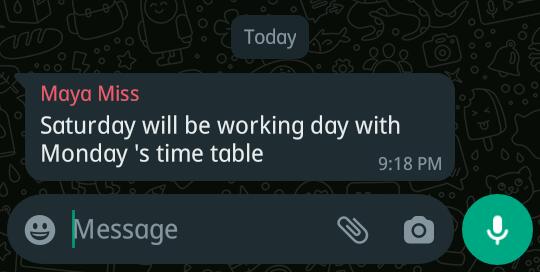 Today
Maya Miss
Saturday will be working day with
Monday 's time table
9:18 PM
Message